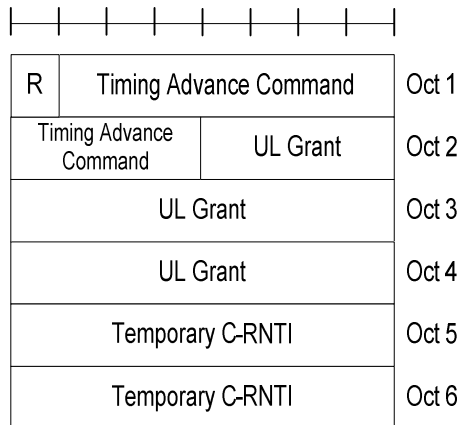 R Timing Advance Command Oct 1
Timing Advance
Command
UL Grant Oct 2
UL Grant Oct 3
UL Grant Oct 4
Temporary C-RNTI Oct 5
Temporary C-RNTI Oct 6